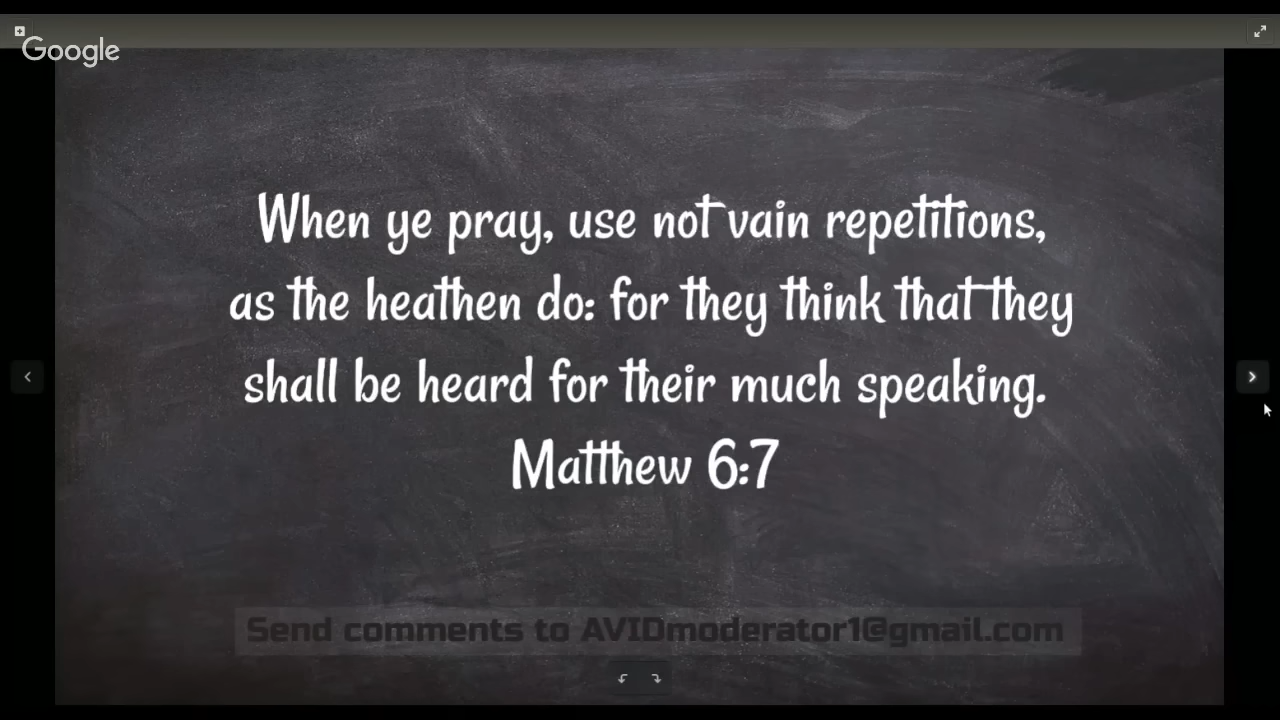 Google
When ye pray, use not vain repetitions,
as the heathen do: for they think that they
shall be heard for their much speaking.
Matthew 6:7
Send comments to AVIDmoderator1@gmail.com